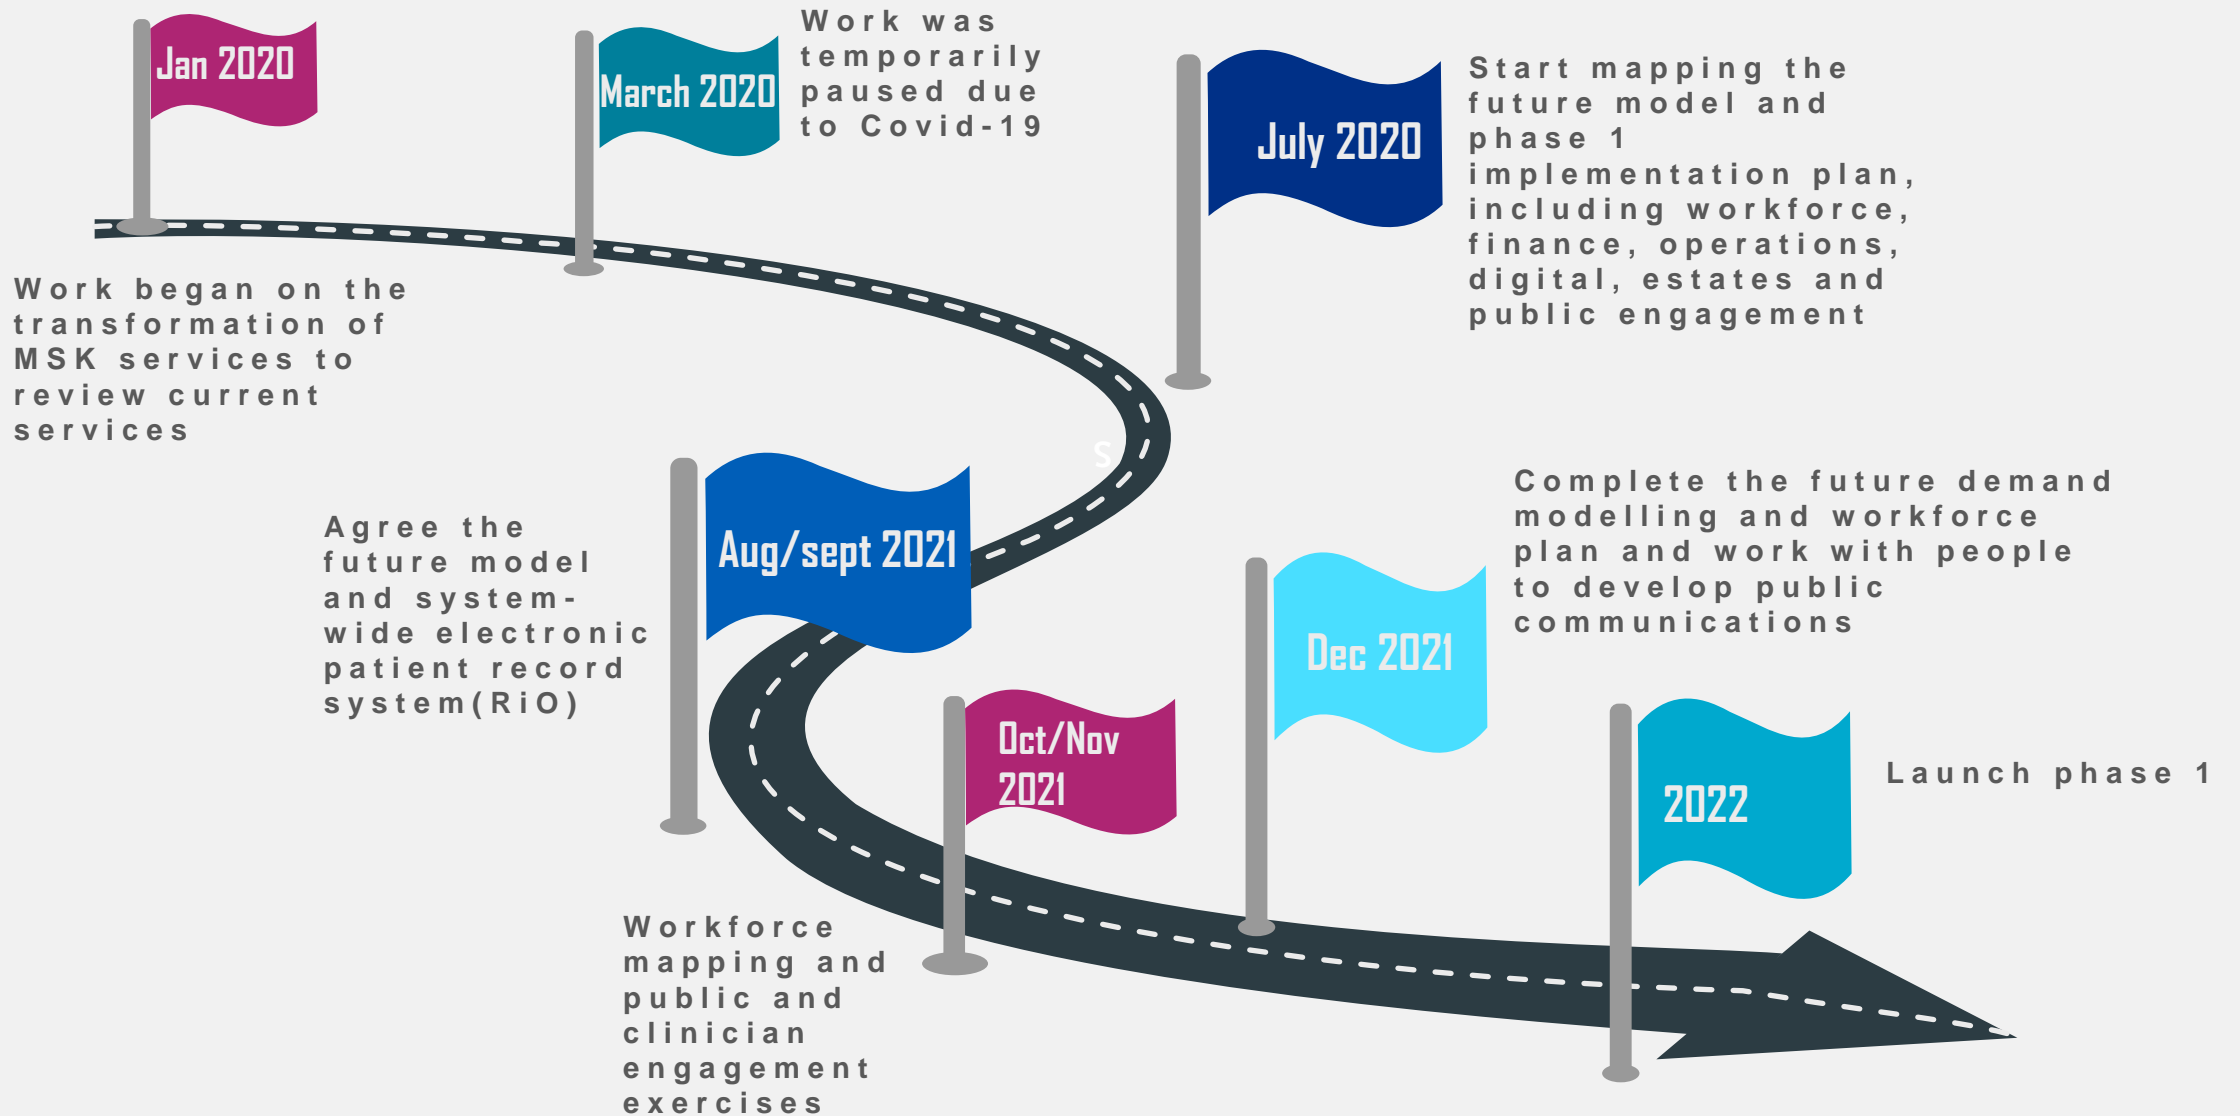 Jan 2020
Work began on the
transformation of
MSK services to
review current
services
March 2020
Work was
temporarily
paused due
to Covid-19
July 2020
Start mapping the
future model and
phase 1
implementation plan,
including workforce,
finance, operations,
digital, estates and
public engagement
S
Aug/sept 2021
Agree the
future model
and system-
wide electronic
patient record
system(RiO)
Oct/Nov
2021
Workforce
mapping and
public and
clinician
engagement
exercises
Dec 2021
Complete the future demand
modelling and workforce
plan and work with people
to develop public
communications
2022
Launch phase 1